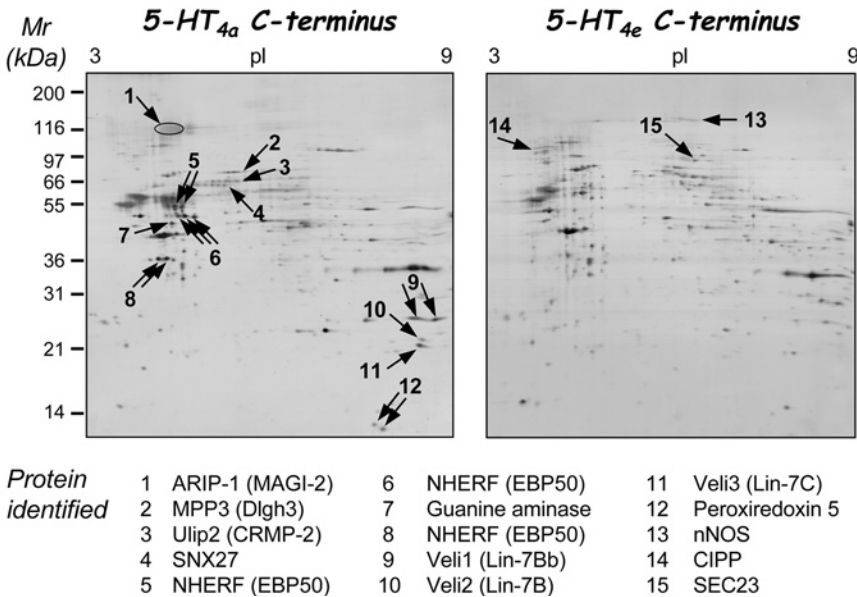 5-HT4a C-terminus 5-HT4e C-terminus
Mr (kDa)
3 pI 9 3 pI 9
200
116
97
66
55
36
31
21
14
1
2
3
5
4
7
6
8
9
10
11
12
13
14
15
Protein identified
1 ARIP-1 (MAGI-2) 6 NHERF (EBP50) 11 Veli3 (Lin-7C)
2 MPP3 (Dlgh3) 7 Guanine aminase 12 Peroxiredoxin 5
3 Ulip2 (CRMP-2) 8 NHERF (EBP50) 13 nNOS
4 SNX27 9 Veli1 (Lin-7Bb) 14 CIPP
5 NHERF (EBP50) 10 Veli2 (Lin-7B) 15 SEC23